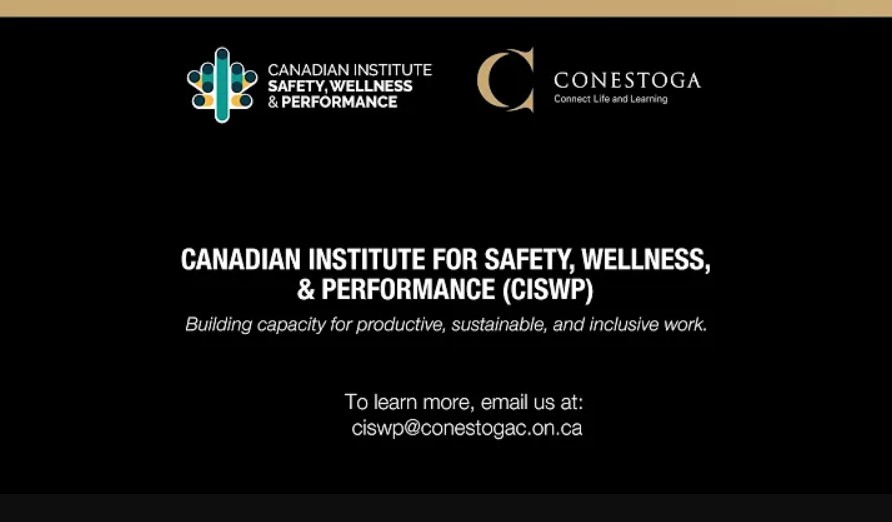 CANADIAN INSTITUTE
SAFETY, WELLNESS
& PERFORMANCE
CONESTOGA
Connect Life and Learning
CANADIAN INSTITUTE FOR SAFETY, WELLNESS,
& PERFORMANCE (CISWP)
Building capacity for productive, sustainable, and inclusive work.
To learn more, email us at:
ciswp@conestogac.on.ca